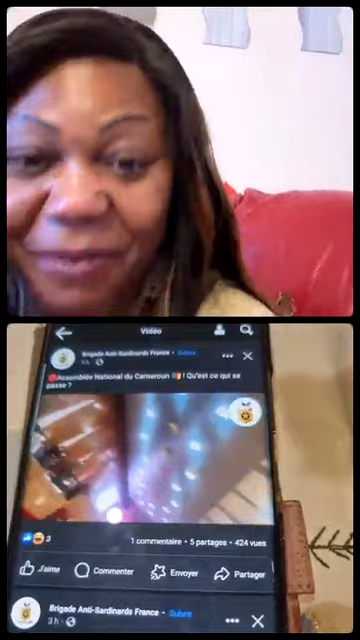 Vidéo
Brigade Anti-Sardinards France • Suivre
Assemblée National du Cameroun ! Qu'est ce qui se
passe ?
3
1 commentaire • 5 partages • 424 vues
J'aime
Commenter
Envoyer
Partager
Brigade Anti-Sardinards France • Suivre
3 h